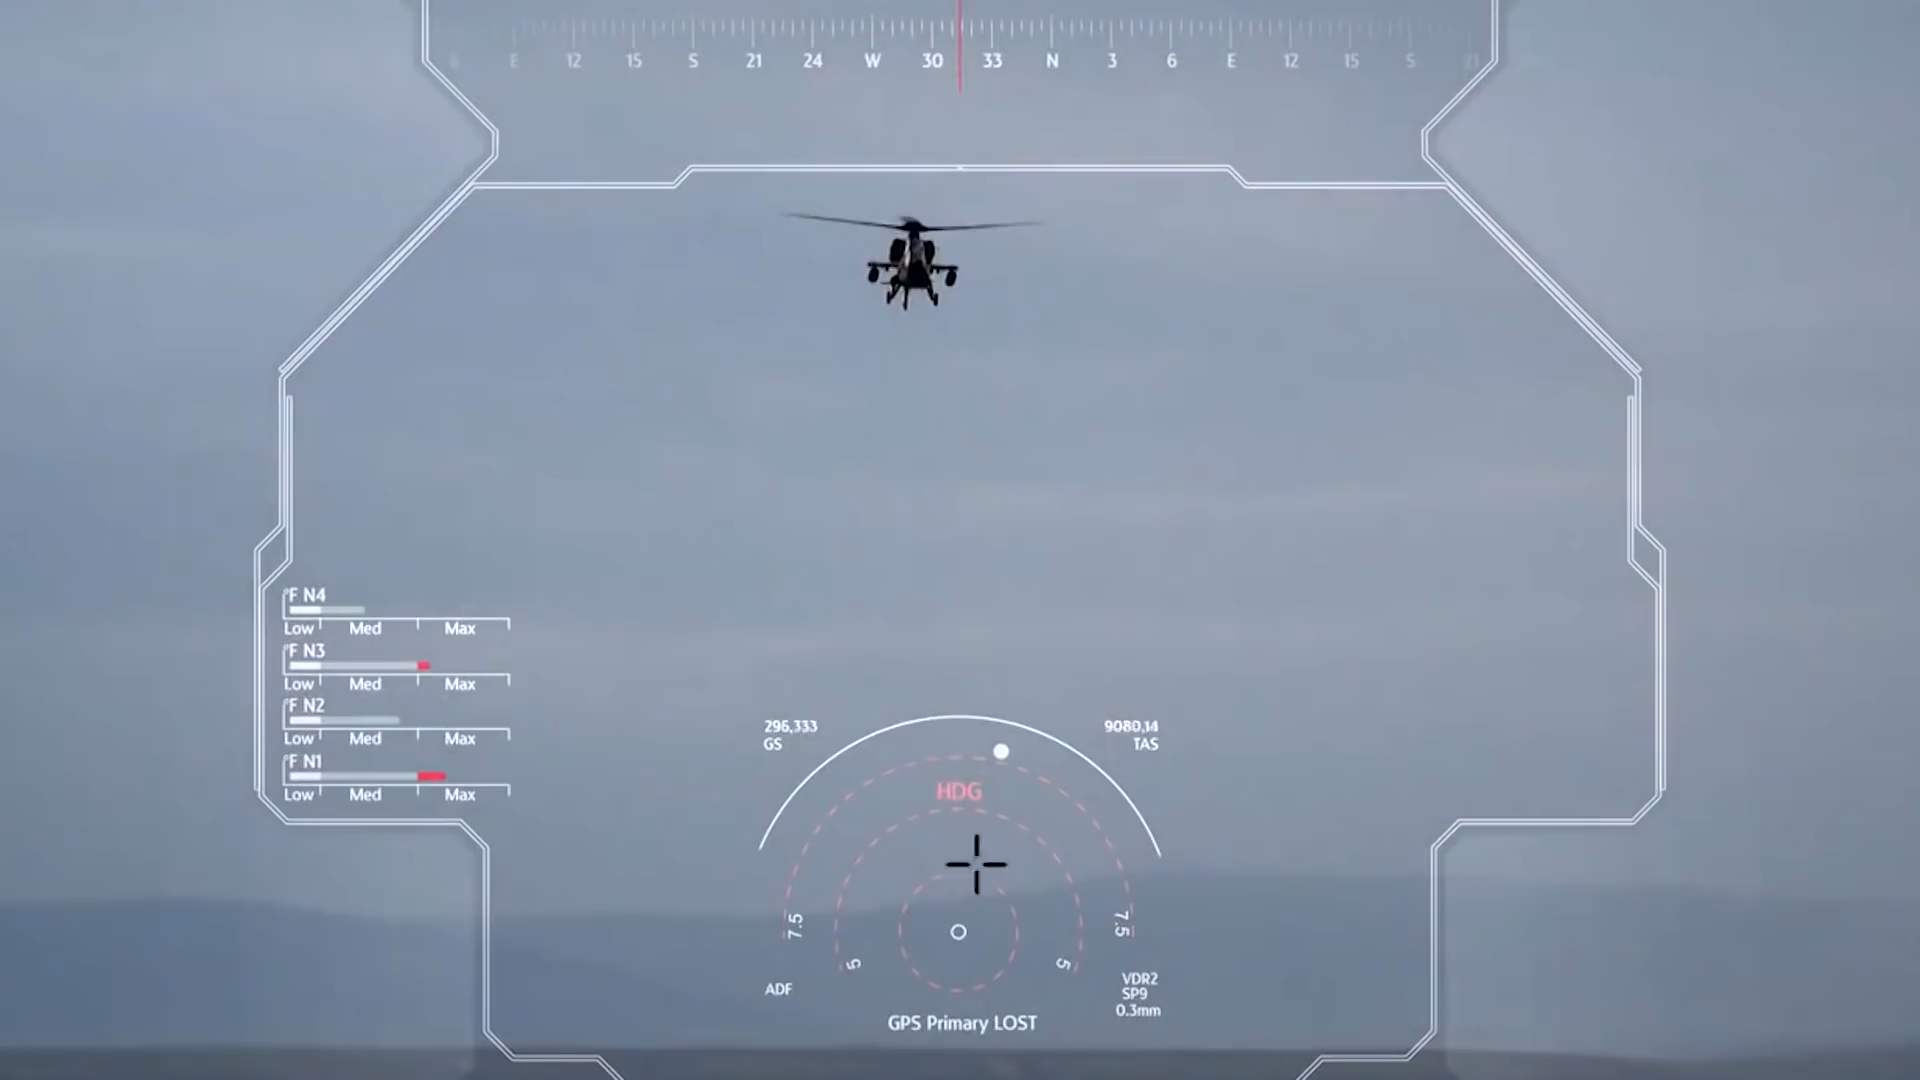 6 E 12 15 S 21 24 W 30 33 N 3 6 E 12 15 S 21
°F N4
Low Med Max
°F N3
Low Med Max
°F N2
Low Med Max
°F N1
Low Med Max
296,333
GS
9080,14
TAS
HDG
7.5
7.5
5
5
ADF
VDR2
SP9
0.3mm
GPS Primary LOST